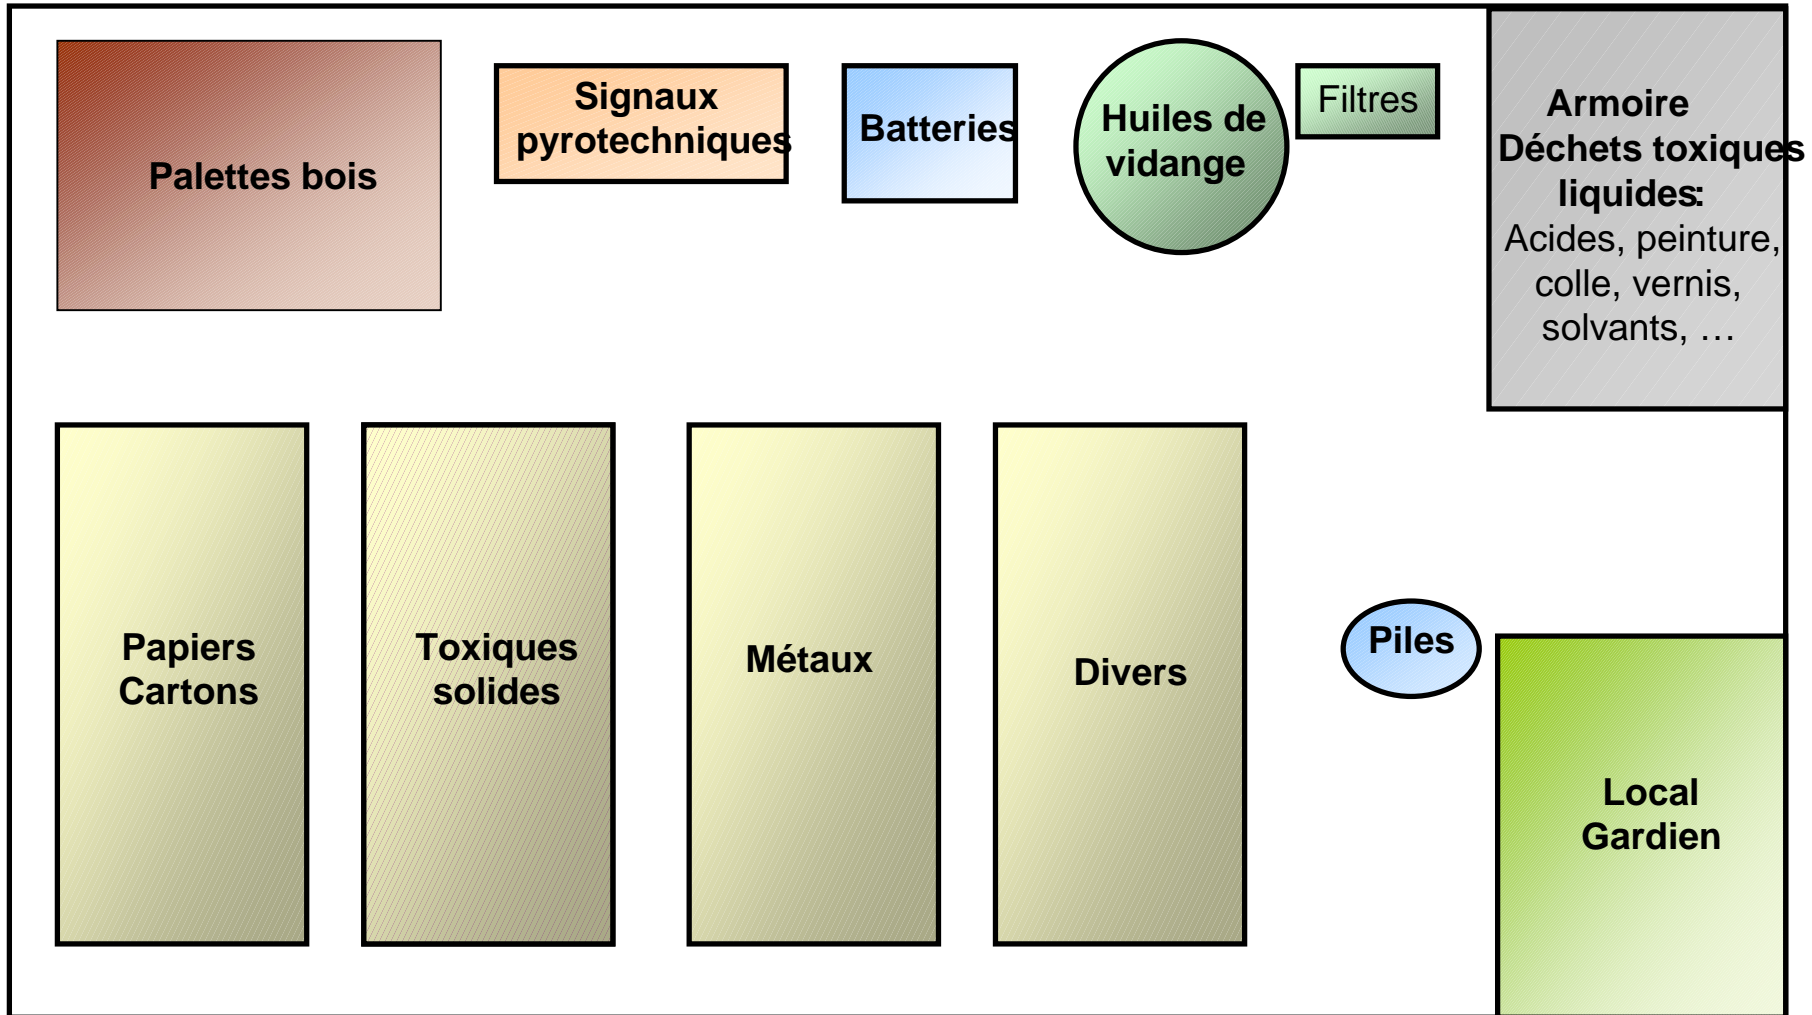 Palettes bois
Signaux
pyrotechniques
Batteries
Huiles de
vidange
Filtres
Armoire
Déchets toxiques
liquides:
Acides, peinture,
colle, vernis,
solvants, …
Papiers
Cartons
Toxiques
solides
Métaux
Divers
Piles
Local
Gardien